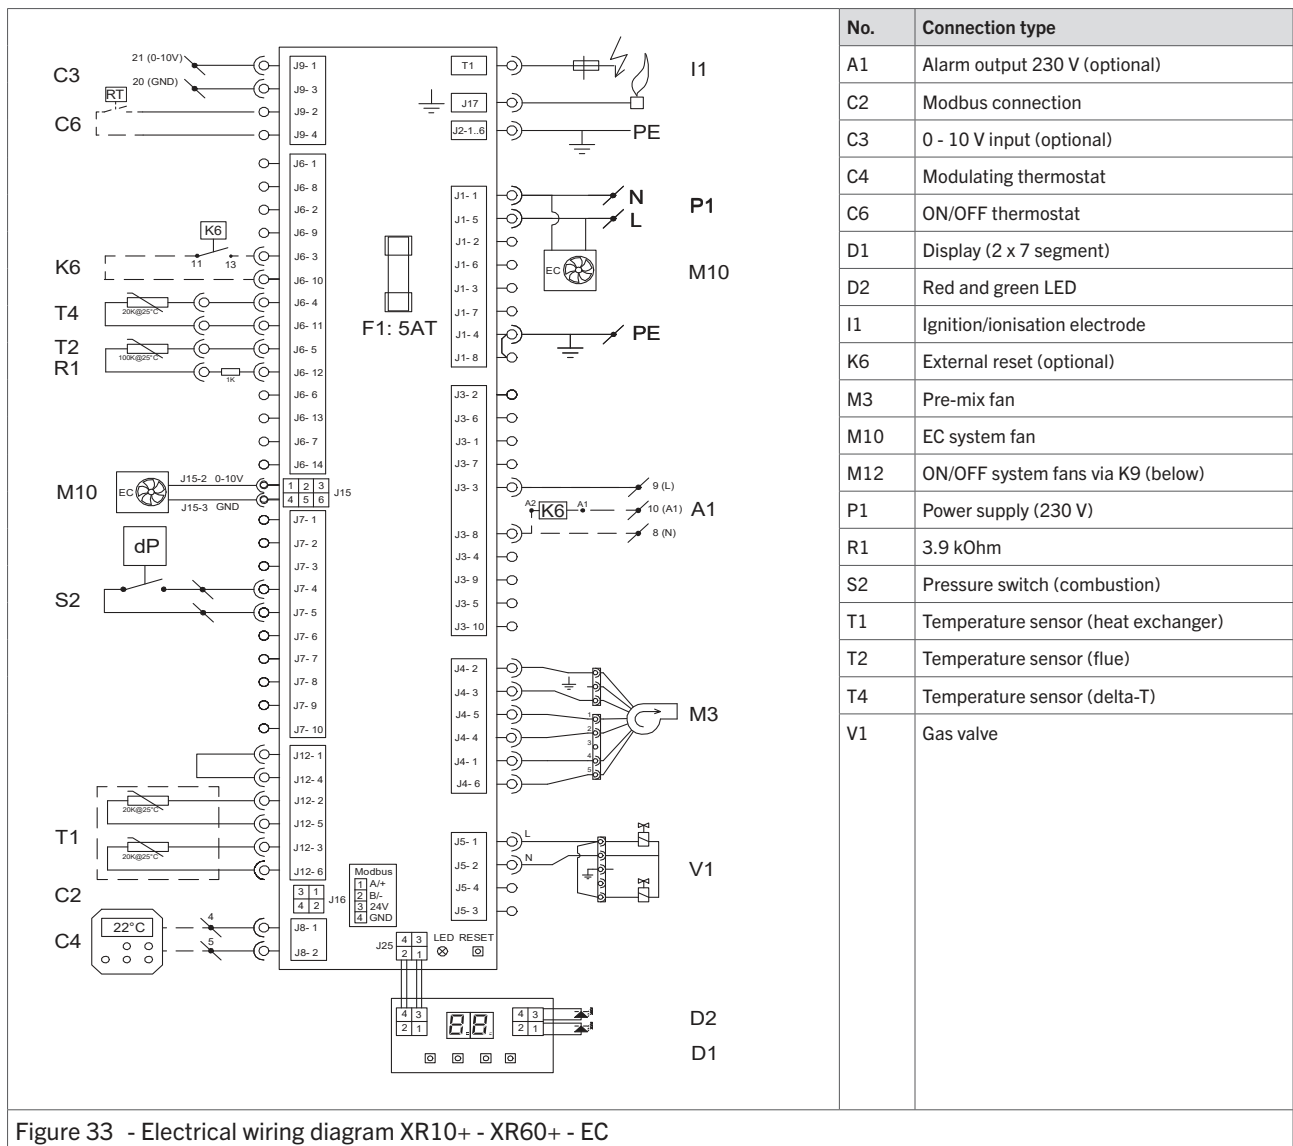 21 (0-10V)
C3
20 (GND)
RT
C6
J9- 1
J9- 3
J9- 2
J9- 4
J6- 1
J6- 8
J6- 2
J6- 9
J6- 3
J6- 10
J6- 4
J6- 11
J6- 5
J6- 12
J6- 6
J6- 13
J6- 7
J6- 14
K6
K6
11
13
T4
20K@25°C
T2
100K@25°C
R1
1K
M10
EC
J15-2 0-10V
J15-3 GND
1 2 3
4 5 6
J15
J7- 1
J7- 2
J7- 3
J7- 4
J7- 5
J7- 6
J7- 7
J7- 8
J7- 9
J7- 10
dP
S2
J12- 1
J12- 4
J12- 2
J12- 5
J12- 3
J12- 6
20K@25°C
T1
20K@25°C
C2
3 1
4 2
J16
Modbus
1 A/+
2 B/-
3 24V
4 GND
C4
22°C
4
5
J8- 1
J8- 2
F1: 5AT
T1
I1
J17
J2-1..6
PE
J1- 1
J1- 5
J1- 2
J1- 6
J1- 3
J1- 7
J1- 4
J1- 8
N
P1
L
EC
M10
PE
J3- 2
J3- 6
J3- 1
J3- 7
J3- 3
J3- 8
J3- 4
J3- 9
J3- 5
J3- 10
9 (L)
A2
K6
A1
10 (A1)
A1
8 (N)
J4- 2
J4- 3
J4- 5
J4- 4
J4- 1
J4- 6
1
2
3
4
5
M3
J5- 1
J5- 2
J5- 4
J5- 3
L
N
V1
J25
4 3
2 1
LED RESET
4 3
2 1
8.8.
4 3
2 1
D2
D1
No. Connection type
A1 Alarm output 230 V (optional)
C2 Modbus connection
C3 0 - 10 V input (optional)
C4 Modulating thermostat
C6 ON/OFF thermostat
D1 Display (2 x 7 segment)
D2 Red and green LED
I1 Ignition/ionisation electrode
K6 External reset (optional)
M3 Pre-mix fan
M10 EC system fan
M12 ON/OFF system fans via K9 (below)
P1 Power supply (230 V)
R1 3.9 kOhm
S2 Pressure switch (combustion)
T1 Temperature sensor (heat exchanger)
T2 Temperature sensor (flue)
T4 Temperature sensor (delta-T)
V1 Gas valve
Figure 33 - Electrical wiring diagram XR10+ - XR60+ - EC